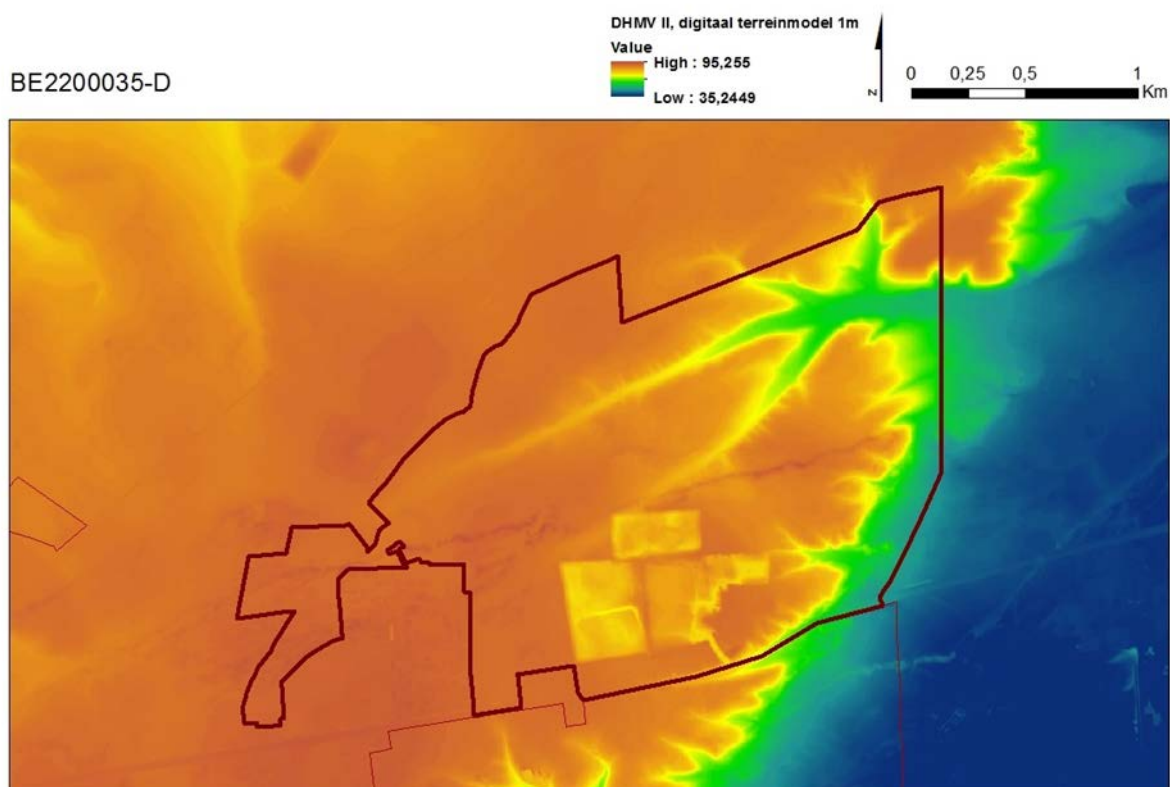 DHMV II, digitaal terreinmodel 1m
Value
High : 95,255
Low : 35,2449
BE2200035-D
N
0 0,25 0,5 1
Km